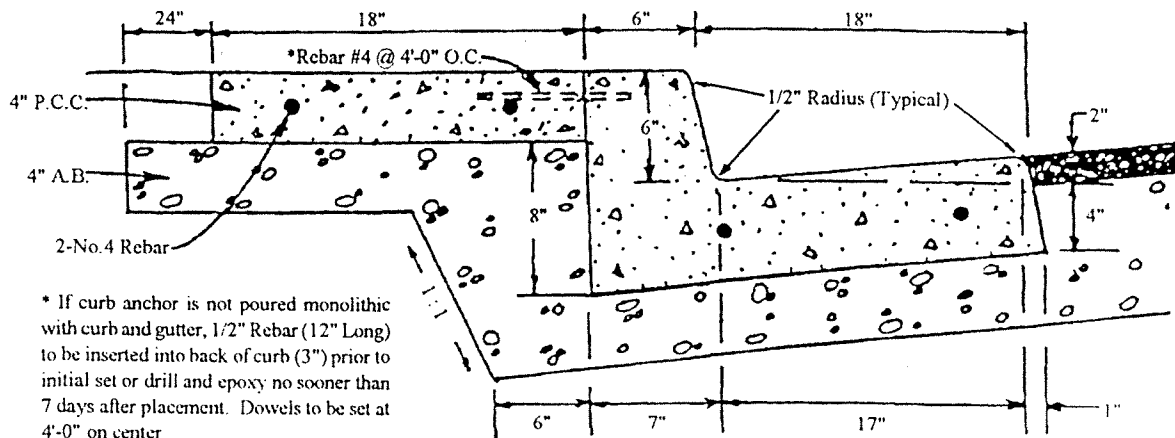 24" 18" 6" 18"
*Rebar #4 @ 4'-0" O.C.
4" P.C.C.
1/2" Radius (Typical)
6"
2"
4" A.B.
8"
4"
2-No.4 Rebar
1:1
* If curb anchor is not poured monolithic
with curb and gutter, 1/2" Rebar (12" Long)
to be inserted into back of curb (3") prior to
initial set or drill and epoxy no sooner than
7 days after placement. Dowels to be set at
4'-0" on center
6" 7" 17" 1"